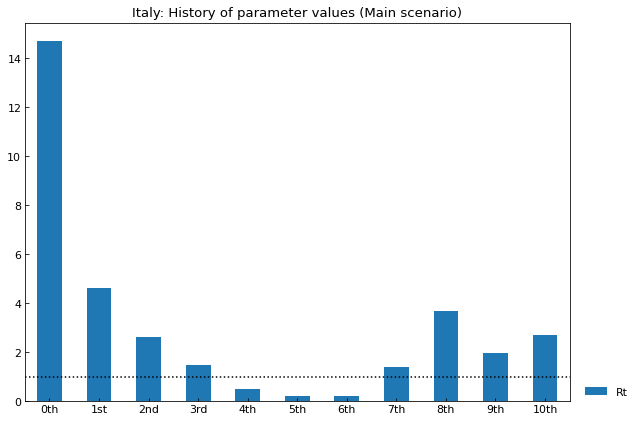 Italy: History of parameter values (Main scenario)
14
12
10
8
6
4
2
0
0th 1st 2nd 3rd 4th 5th 6th 7th 8th 9th 10th
Rt